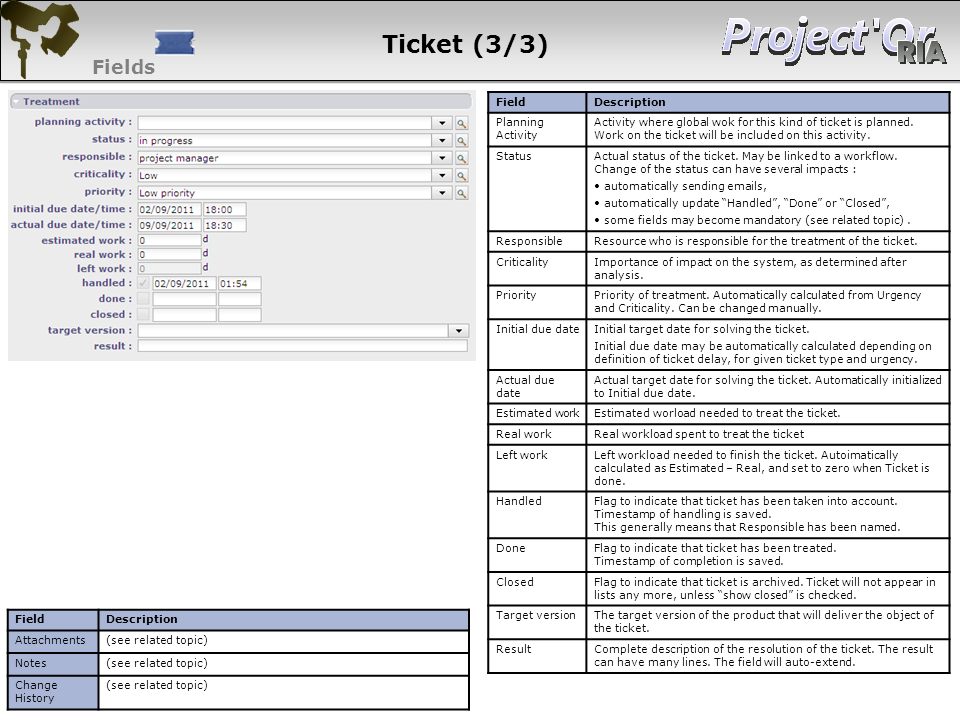 Ticket (3/3)
Project'Or
RIA
Fields
Treatment
planning activity :
status : in progress
responsible : project manager
criticality : Low
priority : Low priority
initial due date/time : 02/09/2011 18:00
actual due date/time : 09/09/2011 18:30
estimated work : 0 d
real work : 0 d
left work : 0 d
handled : 02/09/2011 01:54
done :
closed :
target version :
result :
Field Description
Attachments (see related topic)
Notes (see related topic)
Change (see related topic)
History
Field Description
Planning Activity where global wok for this kind of ticket is planned.
Activity Work on the ticket will be included on this activity.
Status Actual status of the ticket. May be linked to a workflow.
Change of the status can have several impacts :
• automatically sending emails,
• automatically update “Handled”, “Done” or “Closed”,
• some fields may become mandatory (see related topic) .
Responsible Resource who is responsible for the treatment of the ticket.
Criticality Importance of impact on the system, as determined after
analysis.
Priority Priority of treatment. Automatically calculated from Urgency
and Criticality. Can be changed manually.
Initial due date Initial target date for solving the ticket.
Initial due date may be automatically calculated depending on
definition of ticket delay, for given ticket type and urgency.
Actual due Actual target date for solving the ticket. Automatically initialized
date to Initial due date.
Estimated work Estimated worload needed to treat the ticket.
Real work Real workload spent to treat the ticket
Left work Left workload needed to finish the ticket. Autoimatically
calculated as Estimated – Real, and set to zero when Ticket is
done.
Handled Flag to indicate that ticket has been taken into account.
Timestamp of handling is saved.
This generally means that Responsible has been named.
Done Flag to indicate that ticket has been treated.
Timestamp of completion is saved.
Closed Flag to indicate that ticket is archived. Ticket will not appear in
lists any more, unless “show closed” is checked.
Target version The target version of the product that will deliver the object of
the ticket.
Result Complete description of the resolution of the ticket. The result
can have many lines. The field will auto-extend.